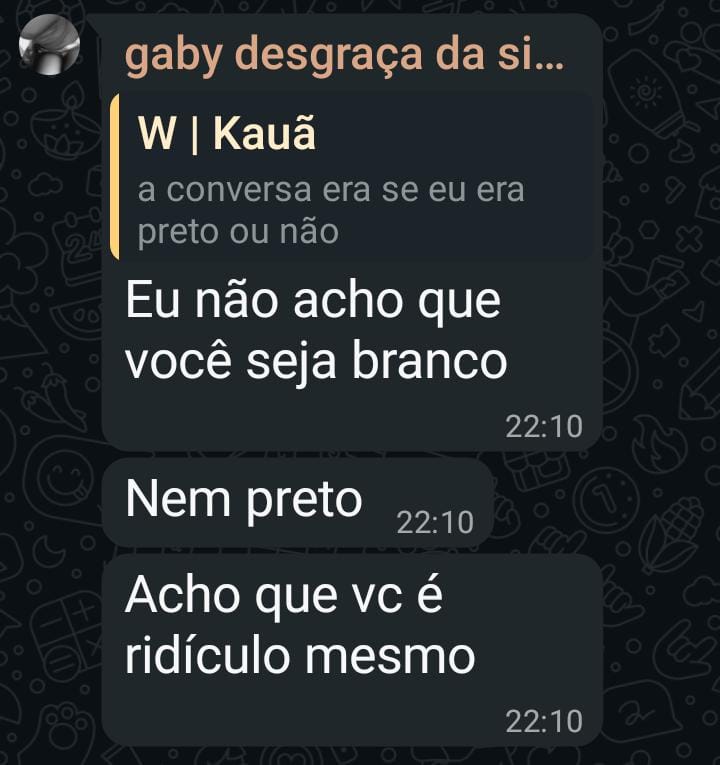 gaby desgraça da si...
W | Kauã
a conversa era se eu era
preto ou não
Eu não acho que
você seja branco
22:10
Nem preto 22:10
Acho que vc é
ridículo mesmo
22:10